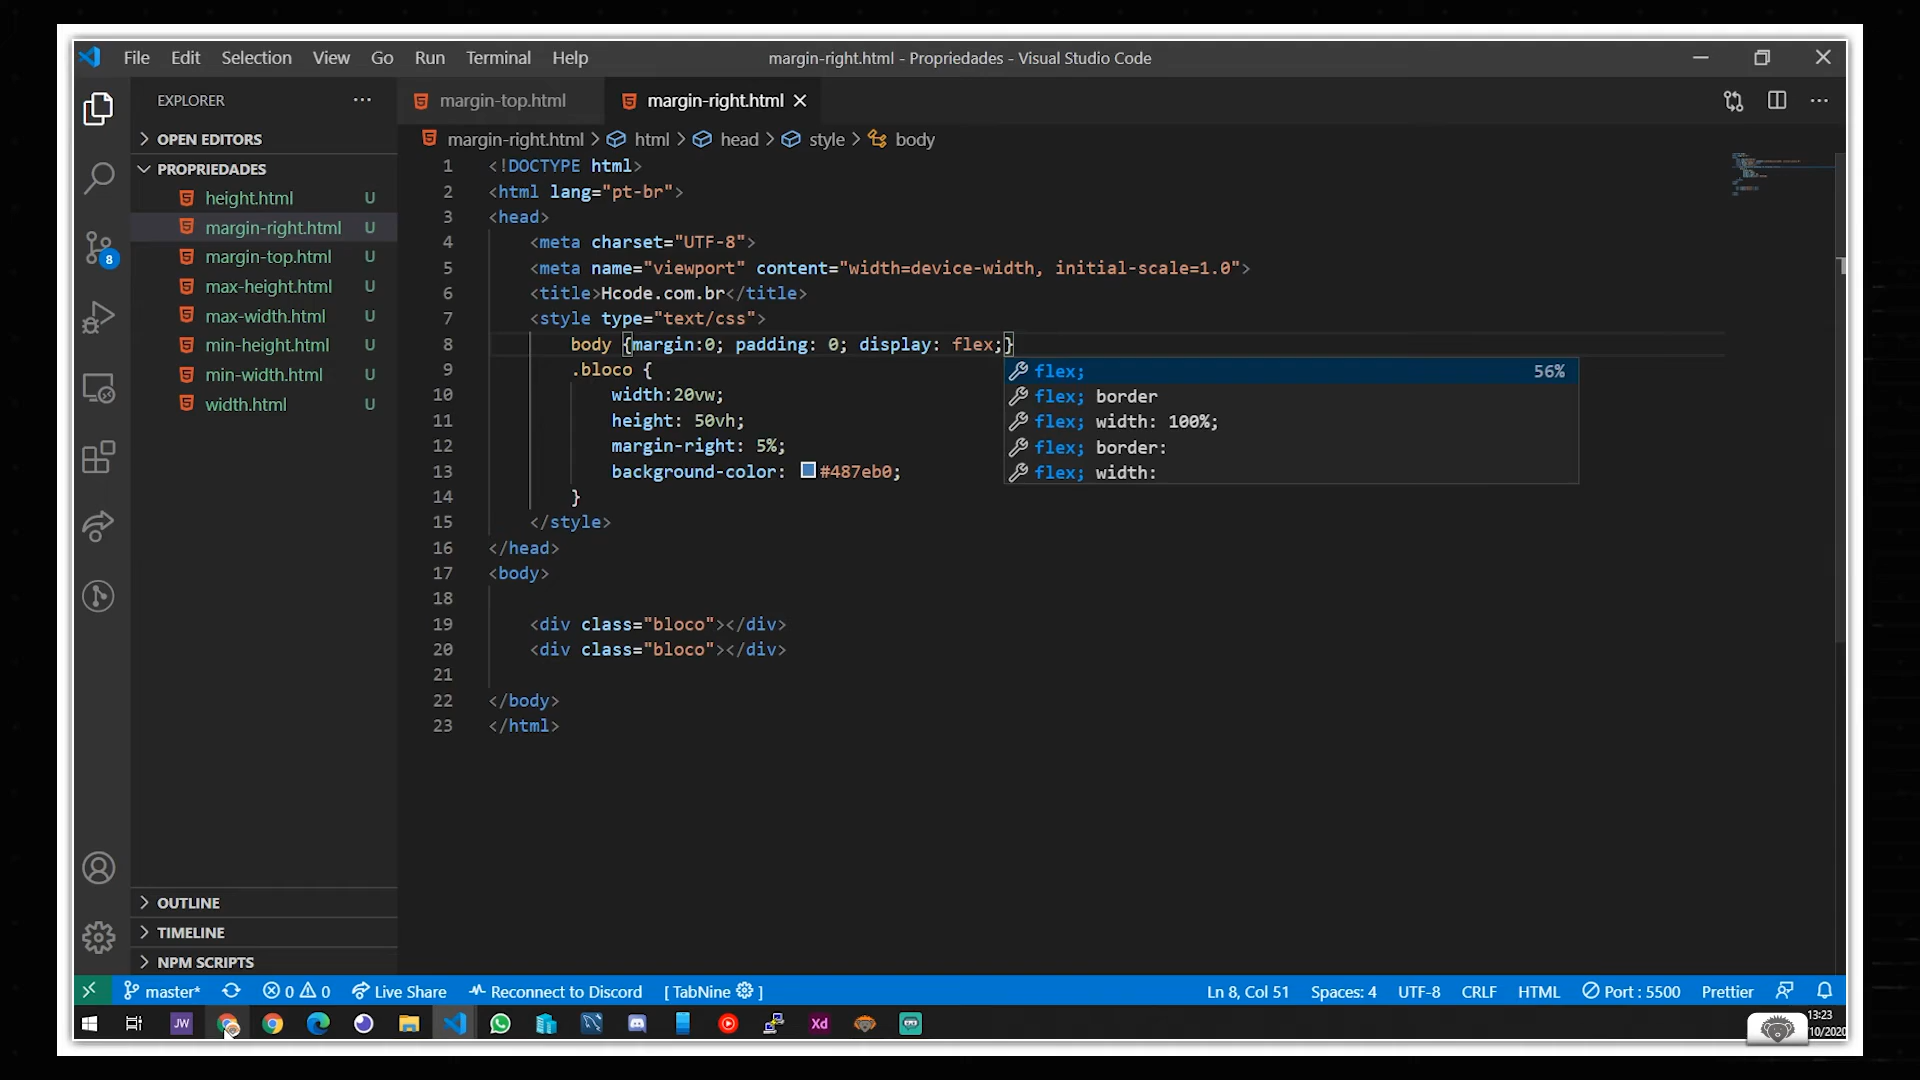 File Edit Selection View Go Run Terminal Help margin-right.html - Propriedades - Visual Studio Code
EXPLORER
margin-top.html margin-right.html
OPEN EDITORS
PROPRIEDADES
height.html U
margin-right.html U
margin-top.html U
max-height.html U
max-width.html U
min-height.html U
min-width.html U
width.html U
OUTLINE
TIMELINE
NPM SCRIPTS
8
margin-right.html > html > head > style > body
1 <!DOCTYPE html>
2 <html lang="pt-br">
3 <head>
4 <meta charset="UTF-8">
5 <meta name="viewport" content="width=device-width, initial-scale=1.0">
6 <title>Hcode.com.br</title>
7 <style type="text/css">
8 body {margin:0; padding: 0; display: flex;}
9 .bloco {
10 width:20vw;
11 height: 50vh;
12 margin-right: 5%;
13 background-color: #487eb0;
14 }
15 </style>
16 </head>
17 <body>
18
19 <div class="bloco"></div>
20 <div class="bloco"></div>
21
22 </body>
23 </html>
flex; 56%
flex; border
flex; width: 100%;
flex; border:
flex; width:
master* 0 0 Live Share Reconnect to Discord [ TabNine ] Ln 8, Col 51 Spaces: 4 UTF-8 CRLF HTML Port : 5500 Prettier
JW Xd 13:23
10/2020